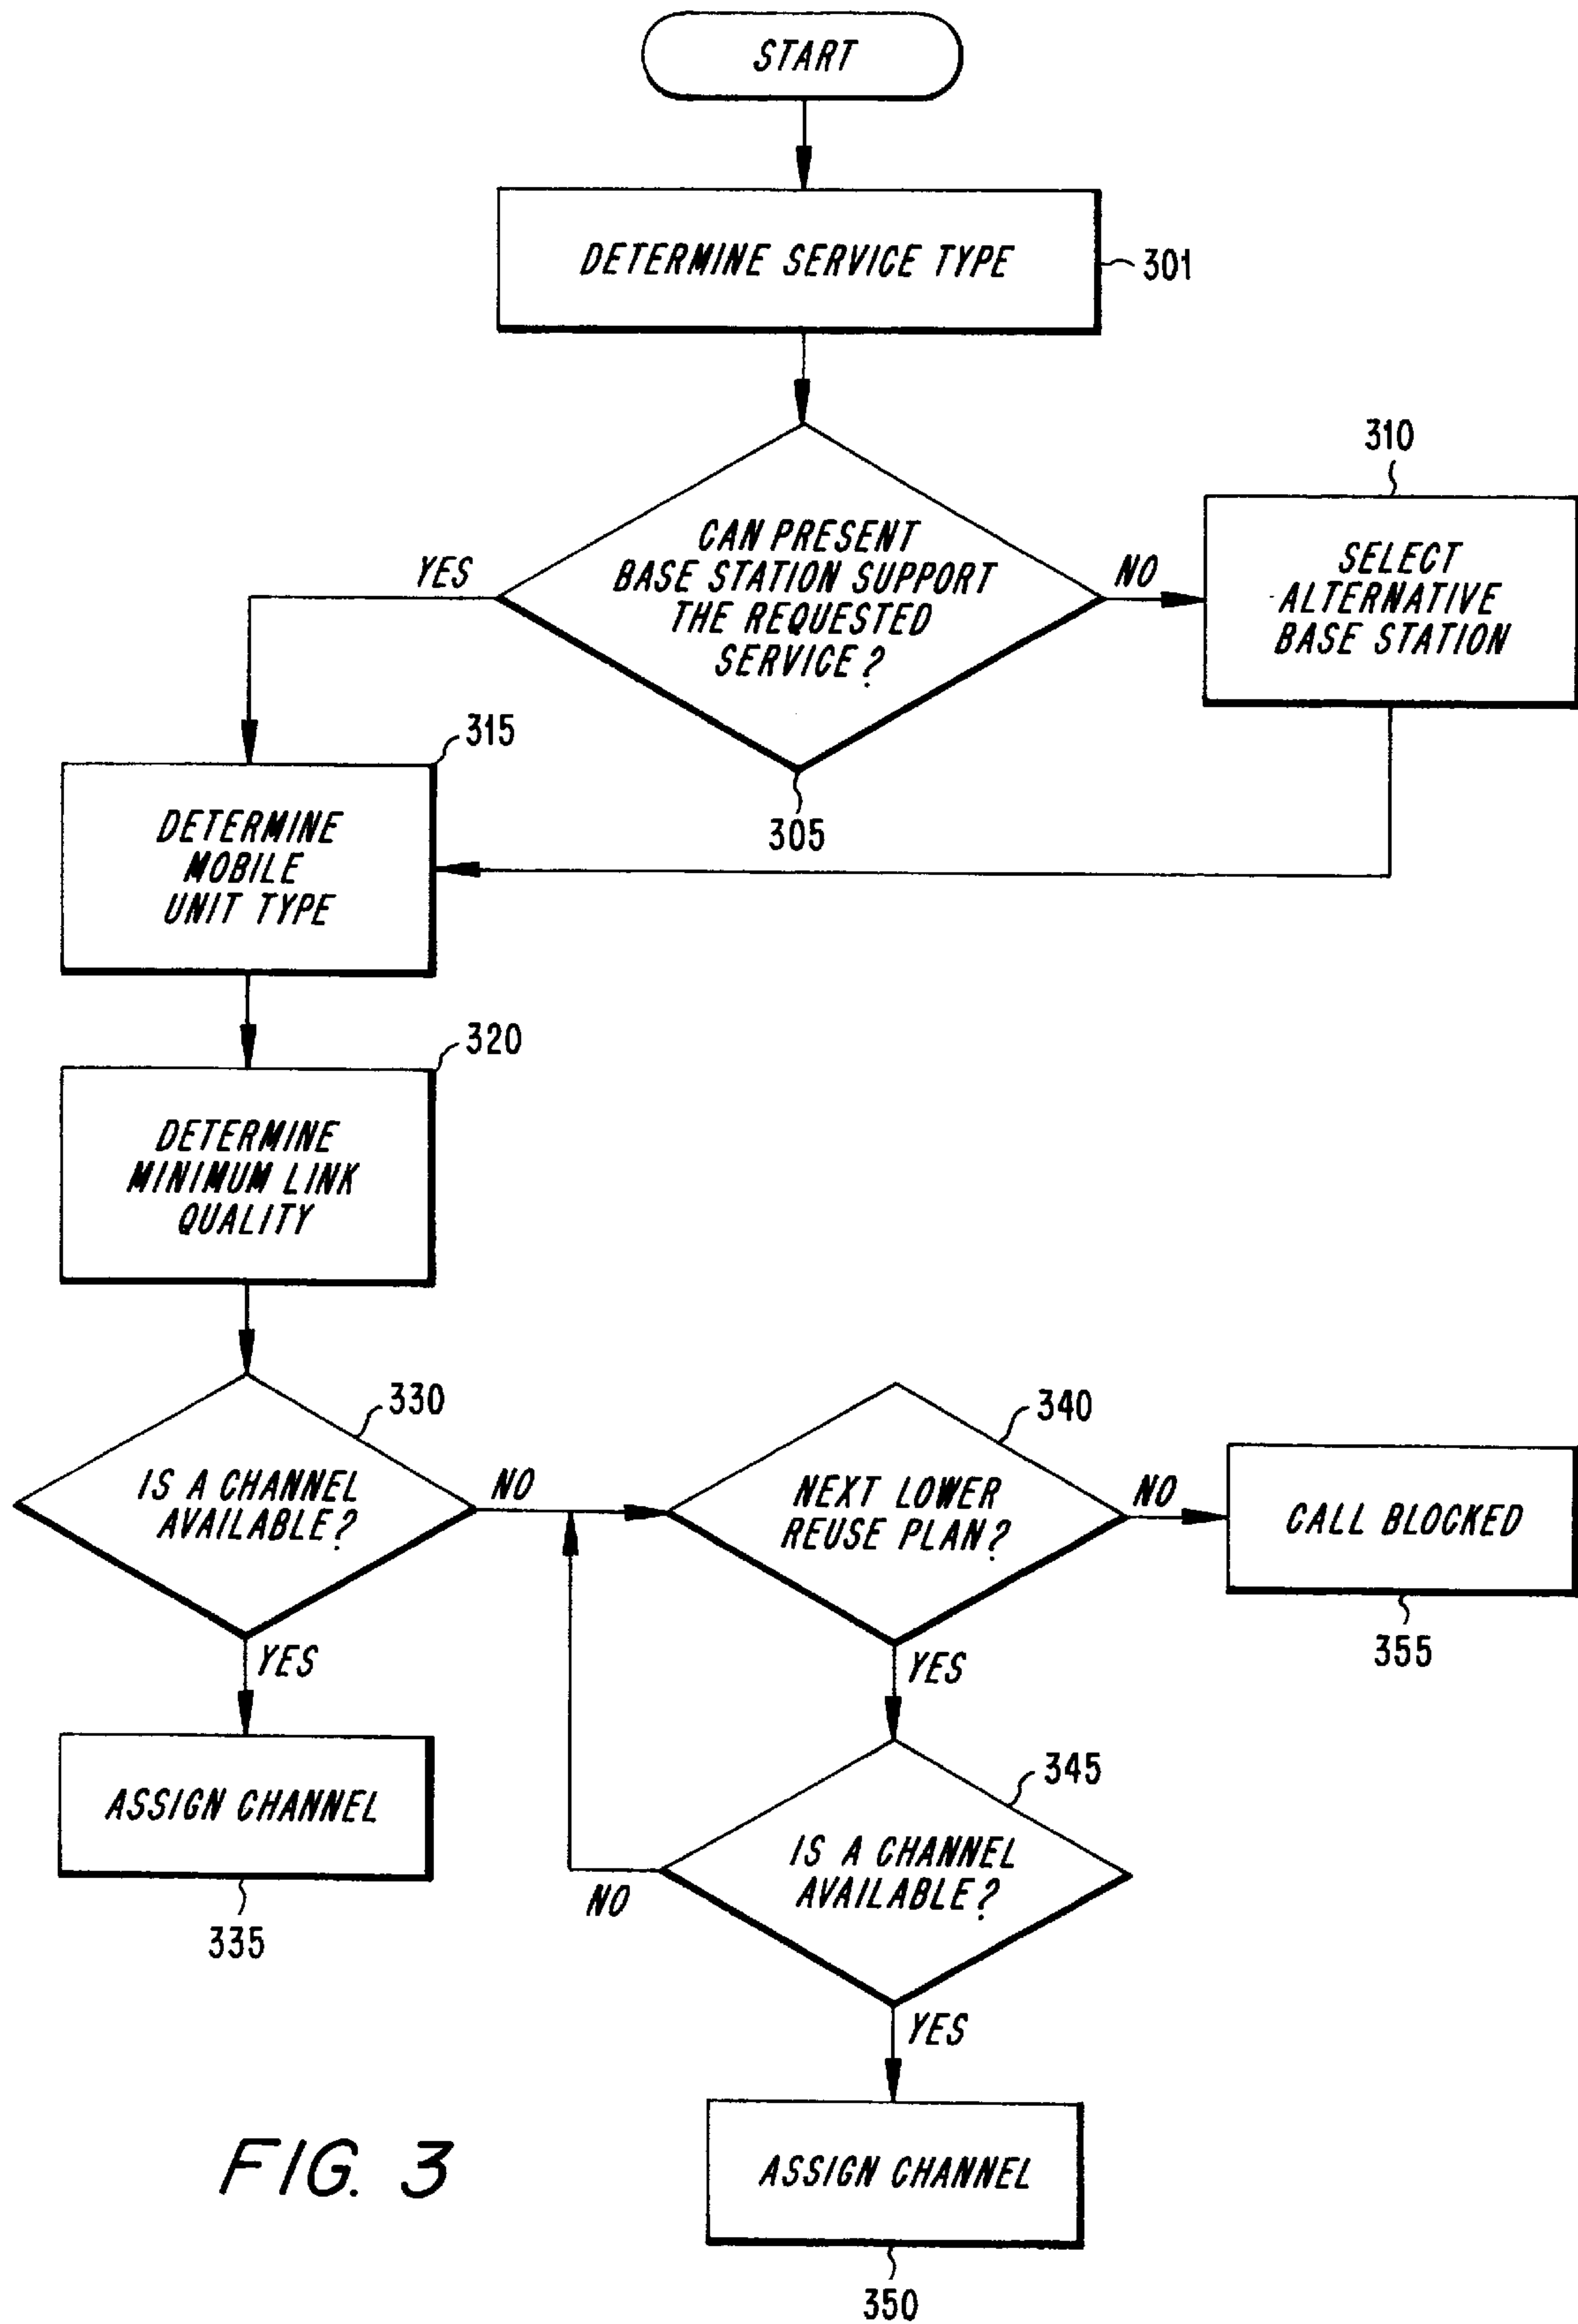 START
DETERMINE SERVICE TYPE
301
CAN PRESENT
BASE STATION SUPPORT
THE REQUESTED
SERVICE?
305
YES
NO
310
SELECT
ALTERNATIVE
BASE STATION
315
DETERMINE
MOBILE
UNIT TYPE
320
DETERMINE
MINIMUM LINK
QUALITY
330
IS A CHANNEL
AVAILABLE?
NO
YES
340
NEXT LOWER
REUSE PLAN?
NO
YES
CALL BLOCKED
355
ASSIGN CHANNEL
335
345
IS A CHANNEL
AVAILABLE?
NO
YES
ASSIGN CHANNEL
350
FIG. 3